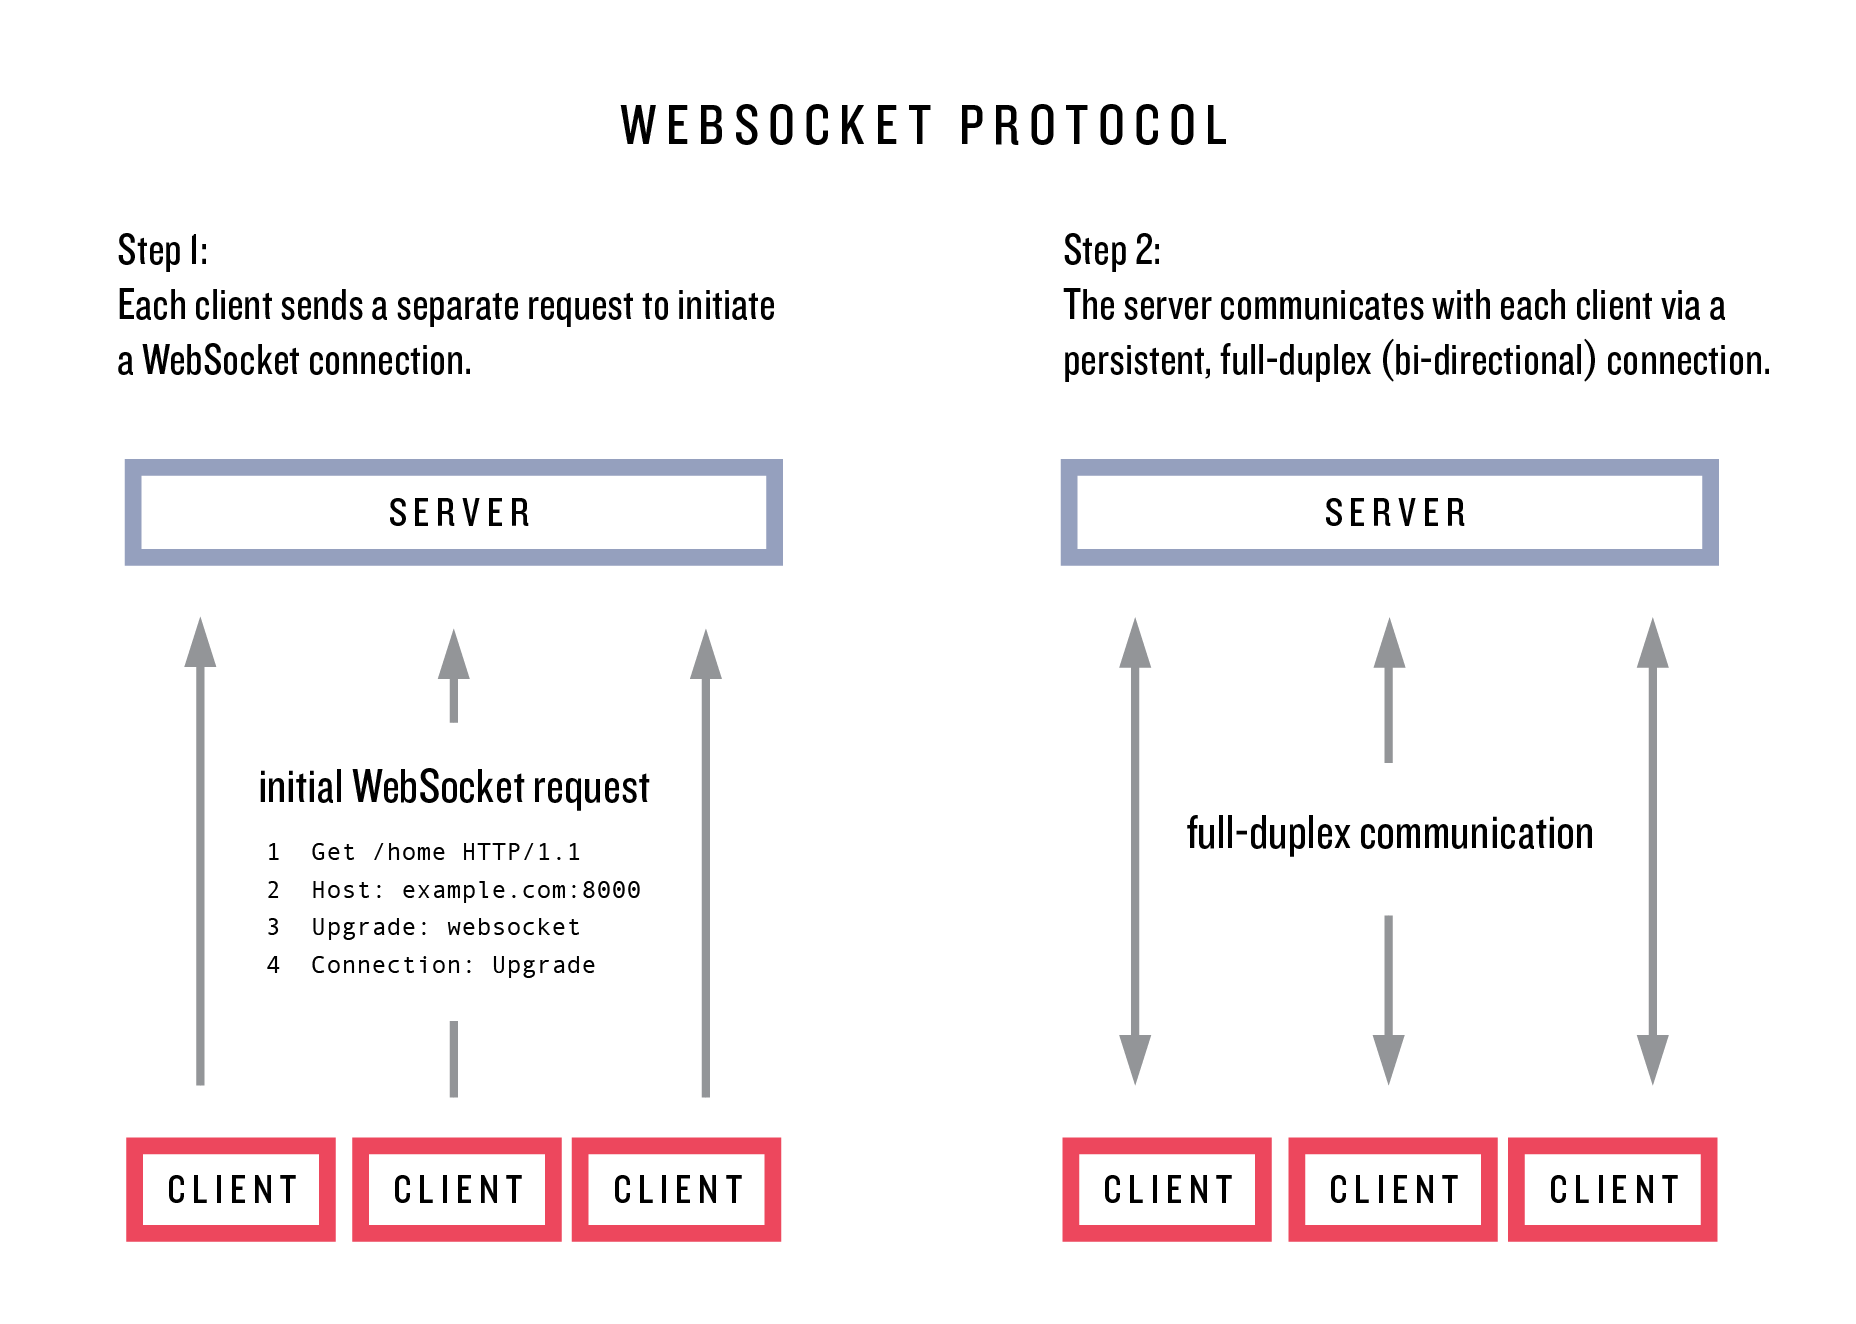 WEBSOCKET PROTOCOL
Step 1:
Each client sends a separate request to initiate
a WebSocket connection.
SERVER
initial WebSocket request
1 Get /home HTTP/1.1
2 Host: example.com:8000
3 Upgrade: websocket
4 Connection: Upgrade
CLIENT
CLIENT
CLIENT
Step 2:
The server communicates with each client via a
persistent, full-duplex (bi-directional) connection.
SERVER
full-duplex communication
CLIENT
CLIENT
CLIENT